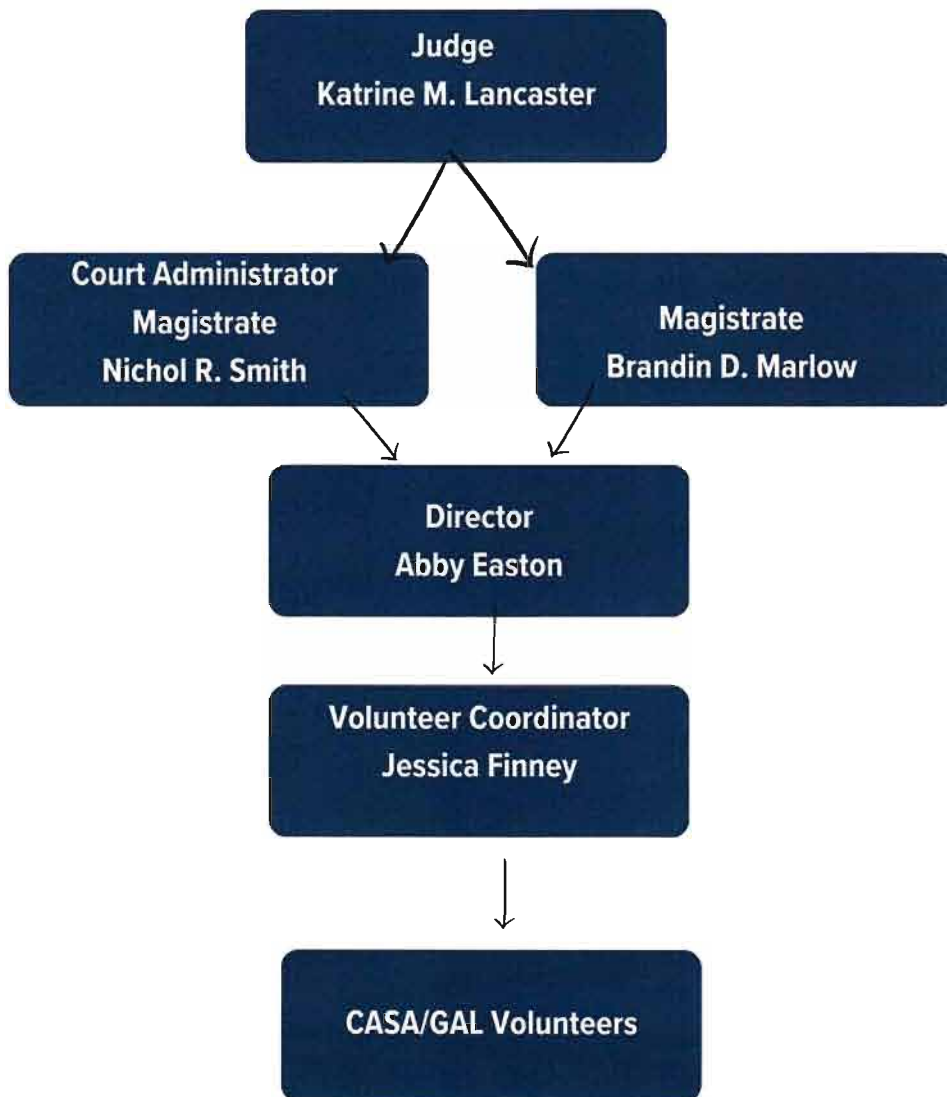 Judge
Katrine M. Lancaster
Court Administrator
Magistrate
Nichol R. Smith
Magistrate
Brandin D. Marlow
Director
Abby Easton
Volunteer Coordinator
Jessica Finney
CASA/GAL Volunteers